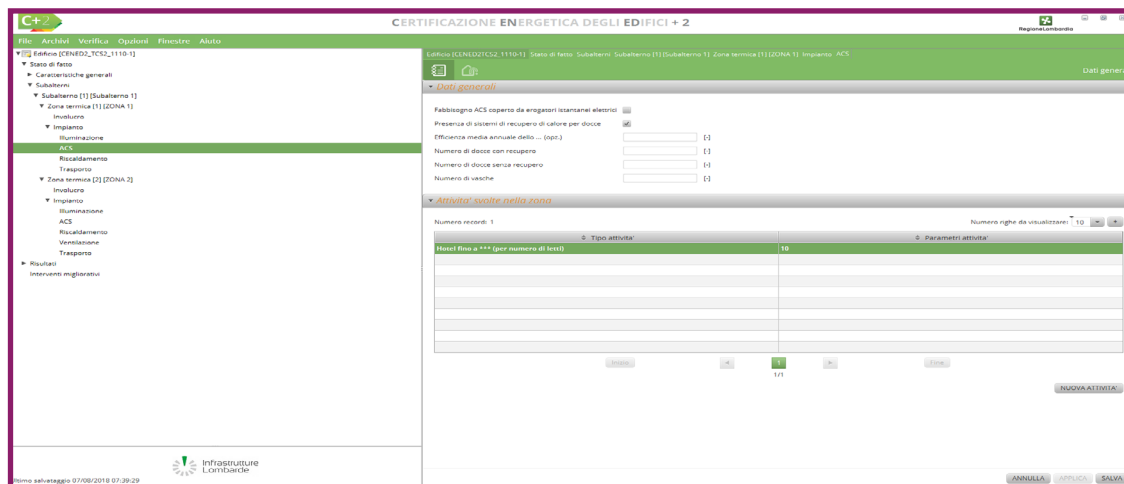 C+2
CERTIFICAZIONE ENERGETICA DEGLI EDIFICI + 2
RegioneLombardia
File Archivi Verifica Opzioni Finestre Aiuto
Edificio [CENED2_TCS2_1110-1]
Stato di fatto
Caratteristiche generali
Subalterni
Subalterno [1] [Subalterno 1]
Zona termica [1] [ZONA 1]
Involucro
Impianto
Illuminazione
ACS
Riscaldamento
Trasporto
Zona termica [2] [ZONA 2]
Involucro
Impianto
Illuminazione
ACS
Riscaldamento
Ventilazione
Trasporto
Risultati
Interventi migliorativi
Infrastrutture
Lombarde
ltimo salvataggio 07/08/2018 07:39:29
Edificio [CENED2TCS2_1110-1] Stato di fatto Subalterni Subalterno [1] [Subalterno 1] Zona termica [1] [ZONA 1] Impianto ACS
Dati genera
Dati generali
Fabbisogno ACS coperto da erogatori istantanei elettrici
Presenza di sistemi di recupero di calore per docce
Efficienza media annuale dello ... (opz.) [-]
Numero di docce con recupero [-]
Numero di docce senza recupero [-]
Numero di vasche [-]
Attivita' svolte nella zona
Numero record: 1 Numero righe da visualizzare: 10
Tipo attivita' Parametri attivita'
Hotel fino a *** (per numero di letti) 10
Inizio 1 Fine
1/1
NUOVA ATTIVITA'
ANNULLA APPLICA SALVA